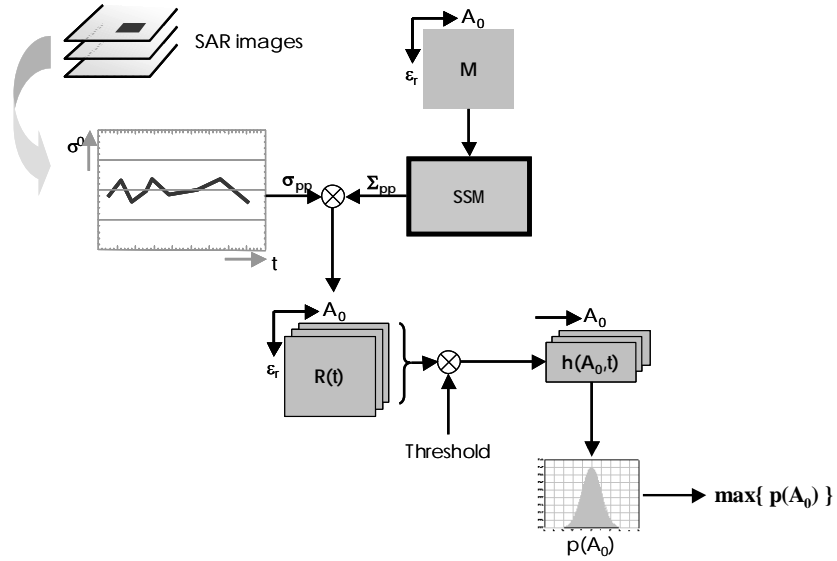 SAR images
A₀
εᵣ
M
σ⁰
σpp
Σpp
SSM
t
A₀
εᵣ
R(t)
A₀
h(A₀,t)
Threshold
max{ p(A₀) }
p(A₀)